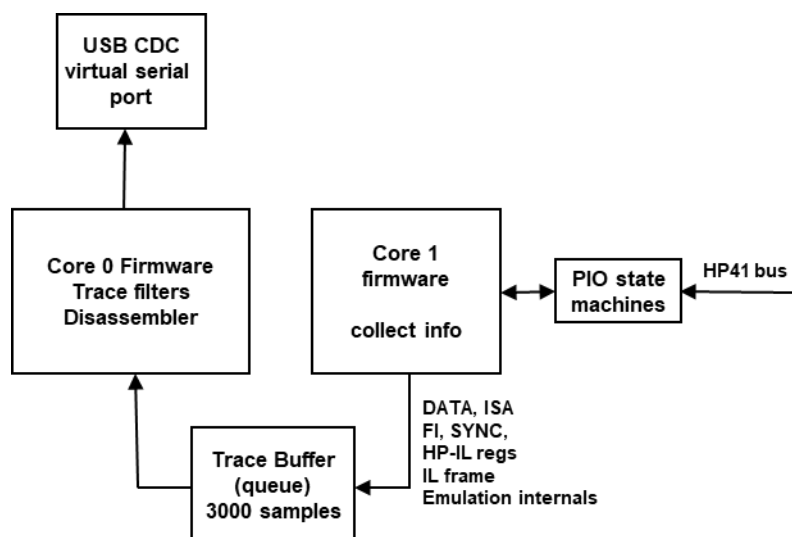 USB CDC
virtual serial
port
Core 0 Firmware
Trace filters
Disassembler
Core 1
firmware
collect info
PIO state
machines
HP41 bus
DATA, ISA
FI, SYNC,
HP-IL regs
IL frame
Emulation internals
Trace Buffer
(queue)
3000 samples